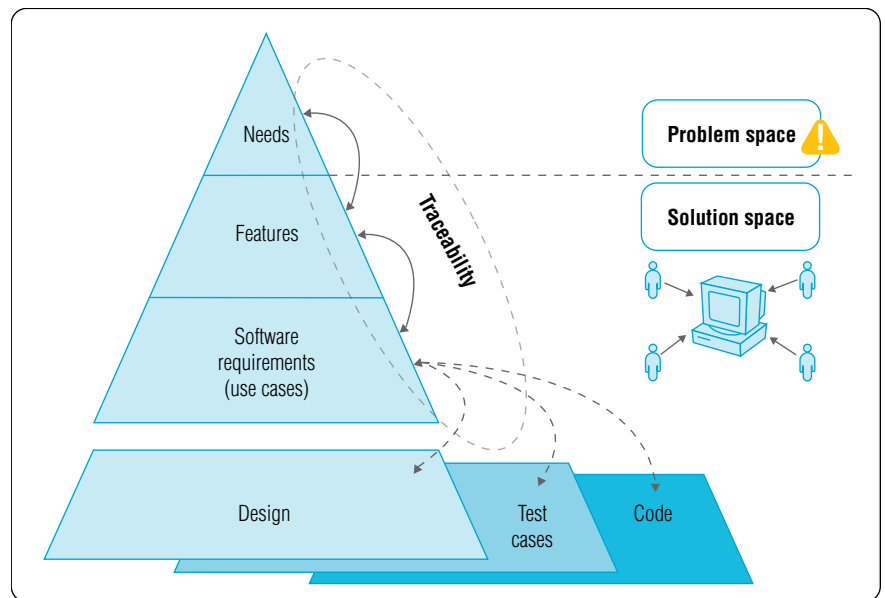 Needs
Problem space
!
Traceability
Solution space
Features
Software
requirements
(use cases)
Design
Test
cases
Code